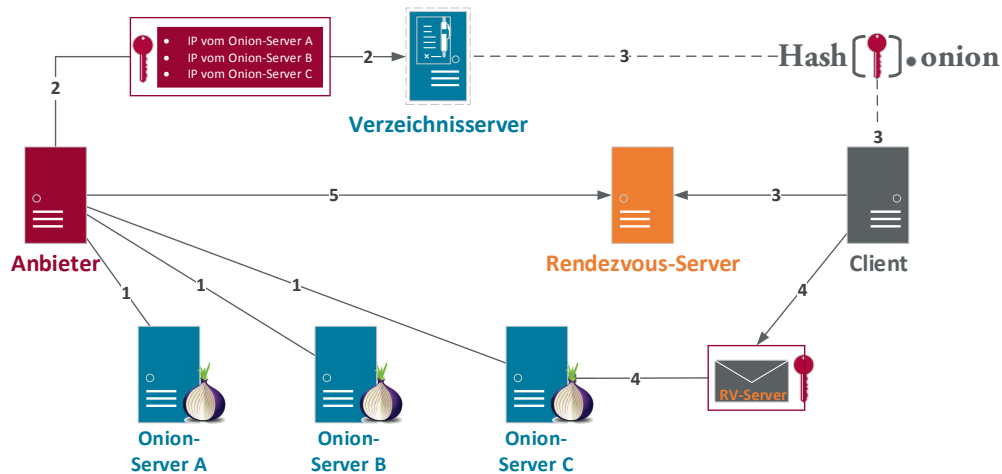 • IP vom Onion-Server A
• IP vom Onion-Server B
• IP vom Onion-Server C
2
2
3
Hash[ ].onion
Verzeichnisserver
3
5
3
Anbieter
Rendezvous-Server
Client
1
1
1
4
4
RV-Server
Onion-
Server A
Onion-
Server B
Onion-
Server C